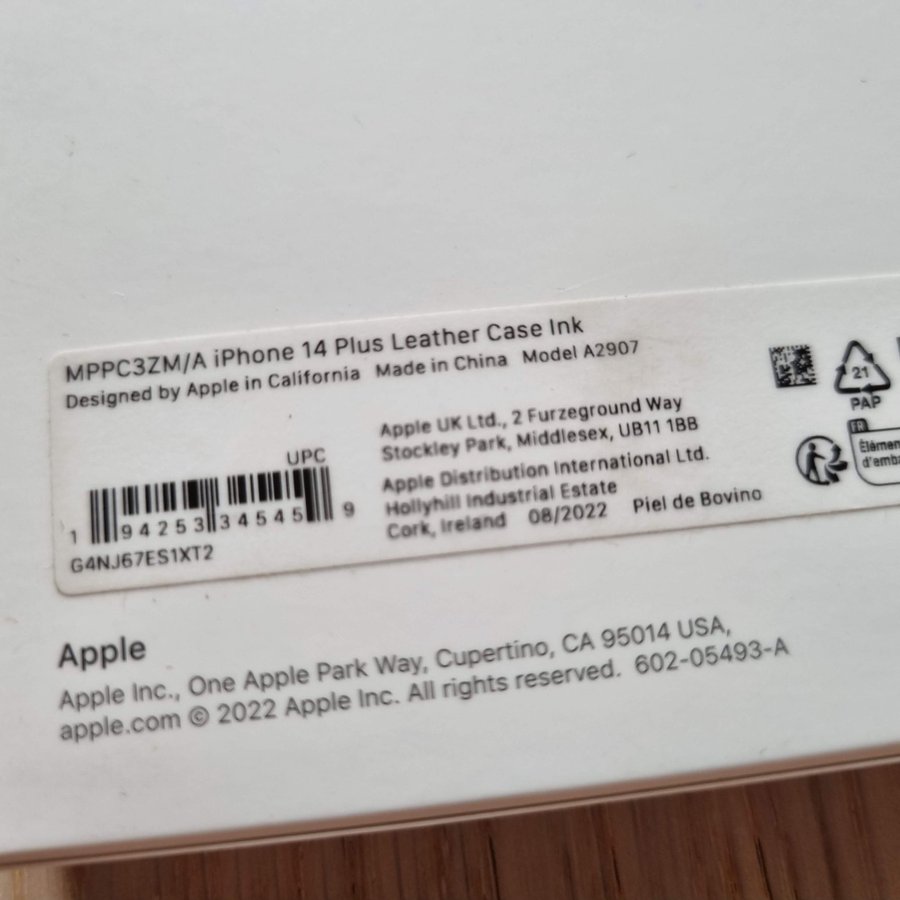 MPPC3ZM/A iPhone 14 Plus Leather Case Ink
Designed by Apple in California Made in China Model A2907
UPC
1 94253 34545 9
G4NJ67ES1XT2
Apple UK Ltd., 2 Furzeground Way
Stockley Park, Middlesex, UB11 1BB
Apple Distribution International Ltd.
Hollyhill Industrial Estate
Cork, Ireland 08/2022 Piel de Bovino
21
PAP
FR
Apple
Apple Inc., One Apple Park Way, Cupertino, CA 95014 USA,
apple.com © 2022 Apple Inc. All rights reserved. 602-05493-A